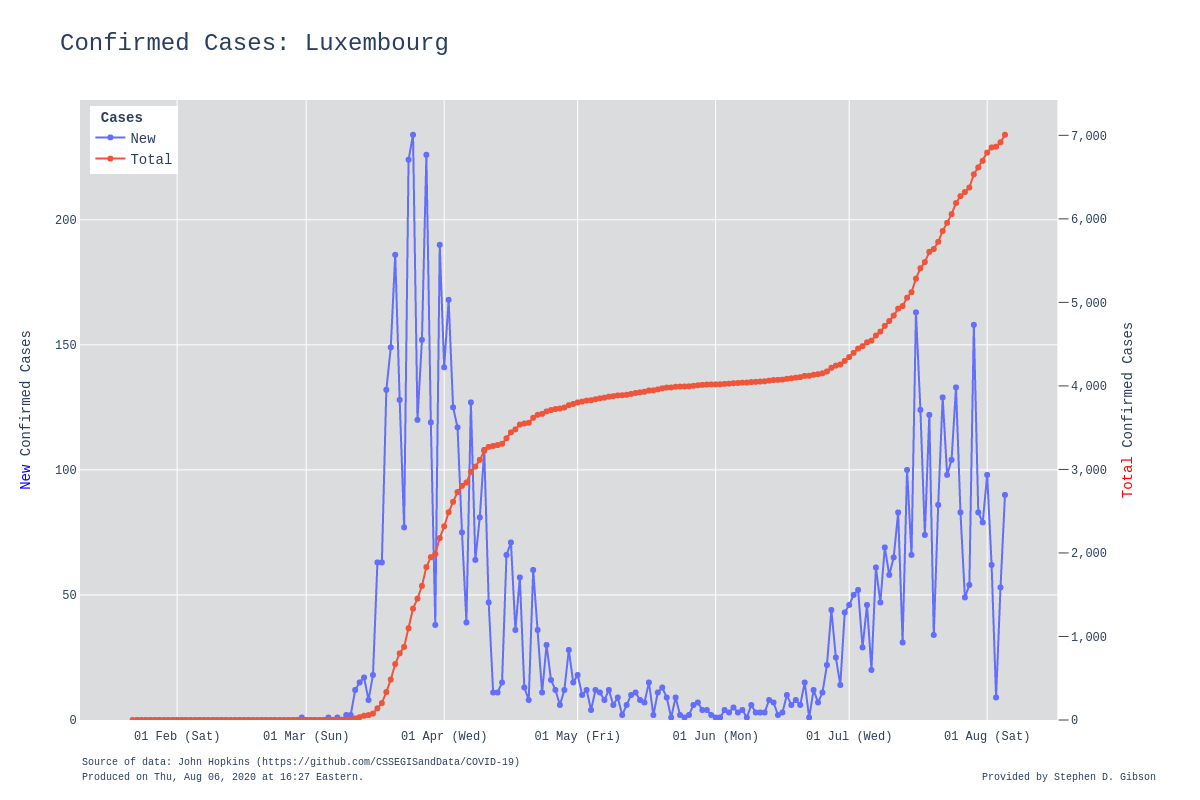 Confirmed Cases: Luxembourg
Cases
New
Total
200
150
100
50
0
7,000
6,000
5,000
4,000
3,000
2,000
1,000
0
New Confirmed Cases
Total Confirmed Cases
01 Feb (Sat)
01 Mar (Sun)
01 Apr (Wed)
01 May (Fri)
01 Jun (Mon)
01 Jul (Wed)
01 Aug (Sat)
Source of data: John Hopkins (https://github.com/CSSEGISandData/COVID-19)
Produced on Thu, Aug 06, 2020 at 16:27 Eastern.
Provided by Stephen D. Gibson